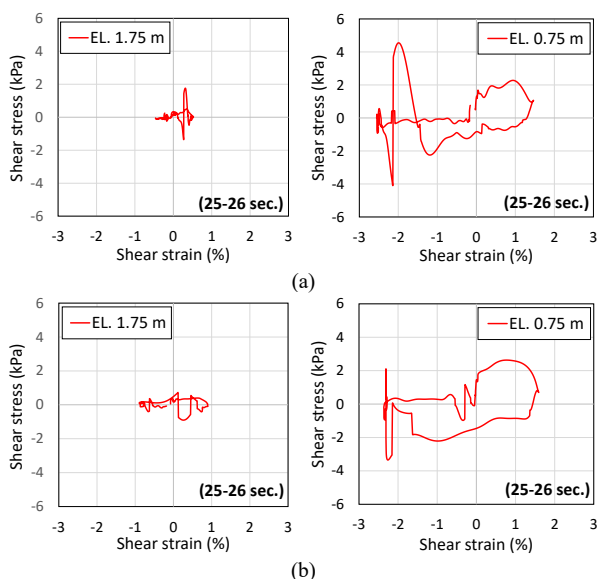 6
4
2
0
-2
-4
-6
Shear stress (kPa)
EL. 1.75 m
(25-26 sec.)
-3 -2 -1 0 1 2 3
Shear strain (%)
6
4
2
0
-2
-4
-6
Shear stress (kPa)
EL. 0.75 m
(25-26 sec.)
-3 -2 -1 0 1 2 3
Shear strain (%)
(a)
6
4
2
0
-2
-4
-6
Shear stress (kPa)
EL. 1.75 m
(25-26 sec.)
-3 -2 -1 0 1 2 3
Shear strain (%)
6
4
2
0
-2
-4
-6
Shear stress (kPa)
EL. 0.75 m
(25-26 sec.)
-3 -2 -1 0 1 2 3
Shear strain (%)
(b)